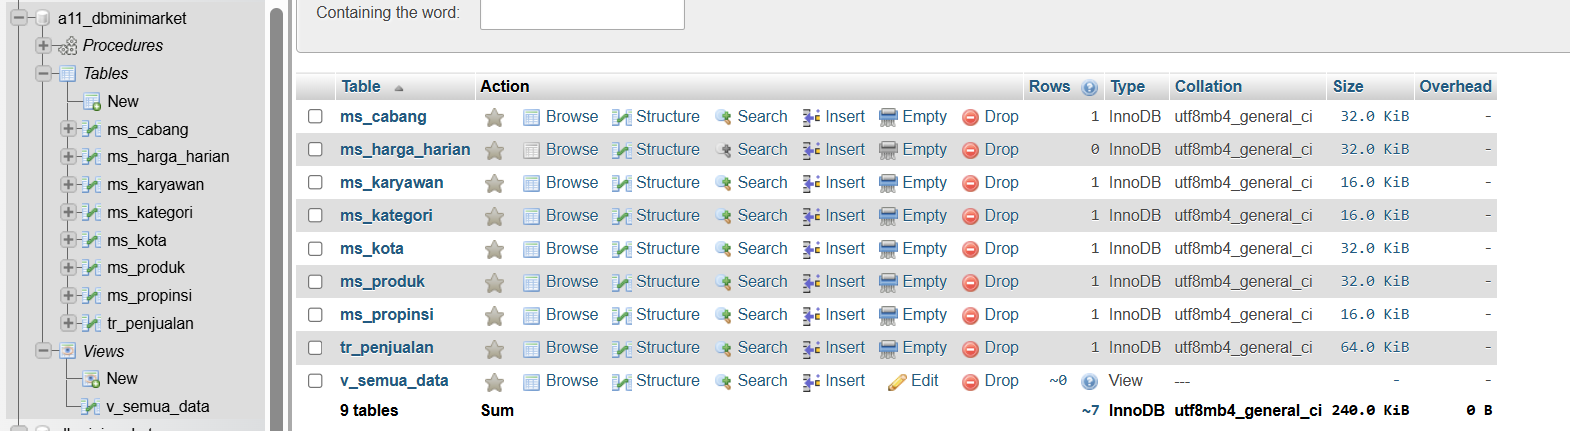 a11_dbminimarket
Procedures
Tables
New
ms_cabang
ms_harga_harian
ms_karyawan
ms_kategori
ms_kota
ms_produk
ms_propinsi
tr_penjualan
Views
New
v_semua_data
Containing the word:
Table Action Rows Type Collation Size Overhead
ms_cabang Browse Structure Search Insert Empty Drop 1 InnoDB utf8mb4_general_ci 32.0 KiB -
ms_harga_harian Browse Structure Search Insert Empty Drop 0 InnoDB utf8mb4_general_ci 32.0 KiB -
ms_karyawan Browse Structure Search Insert Empty Drop 1 InnoDB utf8mb4_general_ci 16.0 KiB -
ms_kategori Browse Structure Search Insert Empty Drop 1 InnoDB utf8mb4_general_ci 16.0 KiB -
ms_kota Browse Structure Search Insert Empty Drop 1 InnoDB utf8mb4_general_ci 32.0 KiB -
ms_produk Browse Structure Search Insert Empty Drop 1 InnoDB utf8mb4_general_ci 32.0 KiB -
ms_propinsi Browse Structure Search Insert Empty Drop 1 InnoDB utf8mb4_general_ci 16.0 KiB -
tr_penjualan Browse Structure Search Insert Empty Drop 1 InnoDB utf8mb4_general_ci 64.0 KiB -
v_semua_data Browse Structure Search Insert Edit Drop ~0 View --- - -
9 tables Sum ~7 InnoDB utf8mb4_general_ci 240.0 KiB 0 B